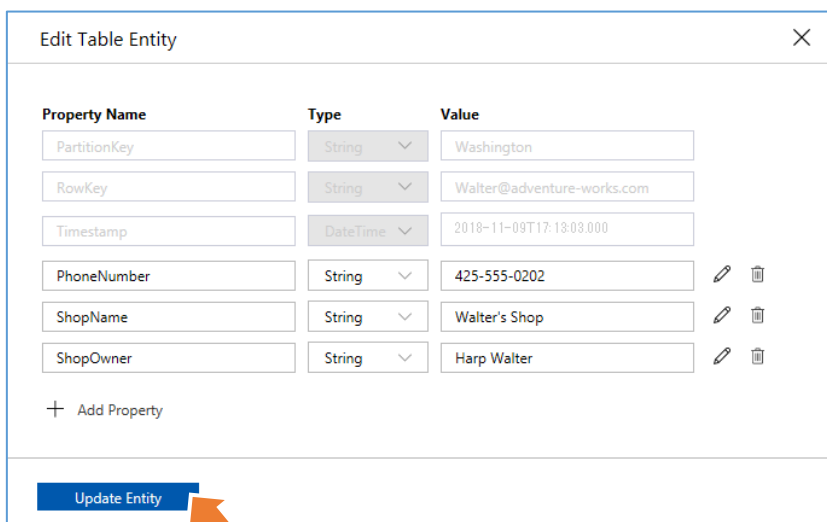 Edit Table Entity
Property Name Type Value
PartitionKey String Washington
RowKey String Walter@adventure-works.com
Timestamp DateTime 2018-11-09T17:13:03.000
PhoneNumber String 425-555-0202
ShopName String Walter's Shop
ShopOwner String Harp Walter
+ Add Property
Update Entity